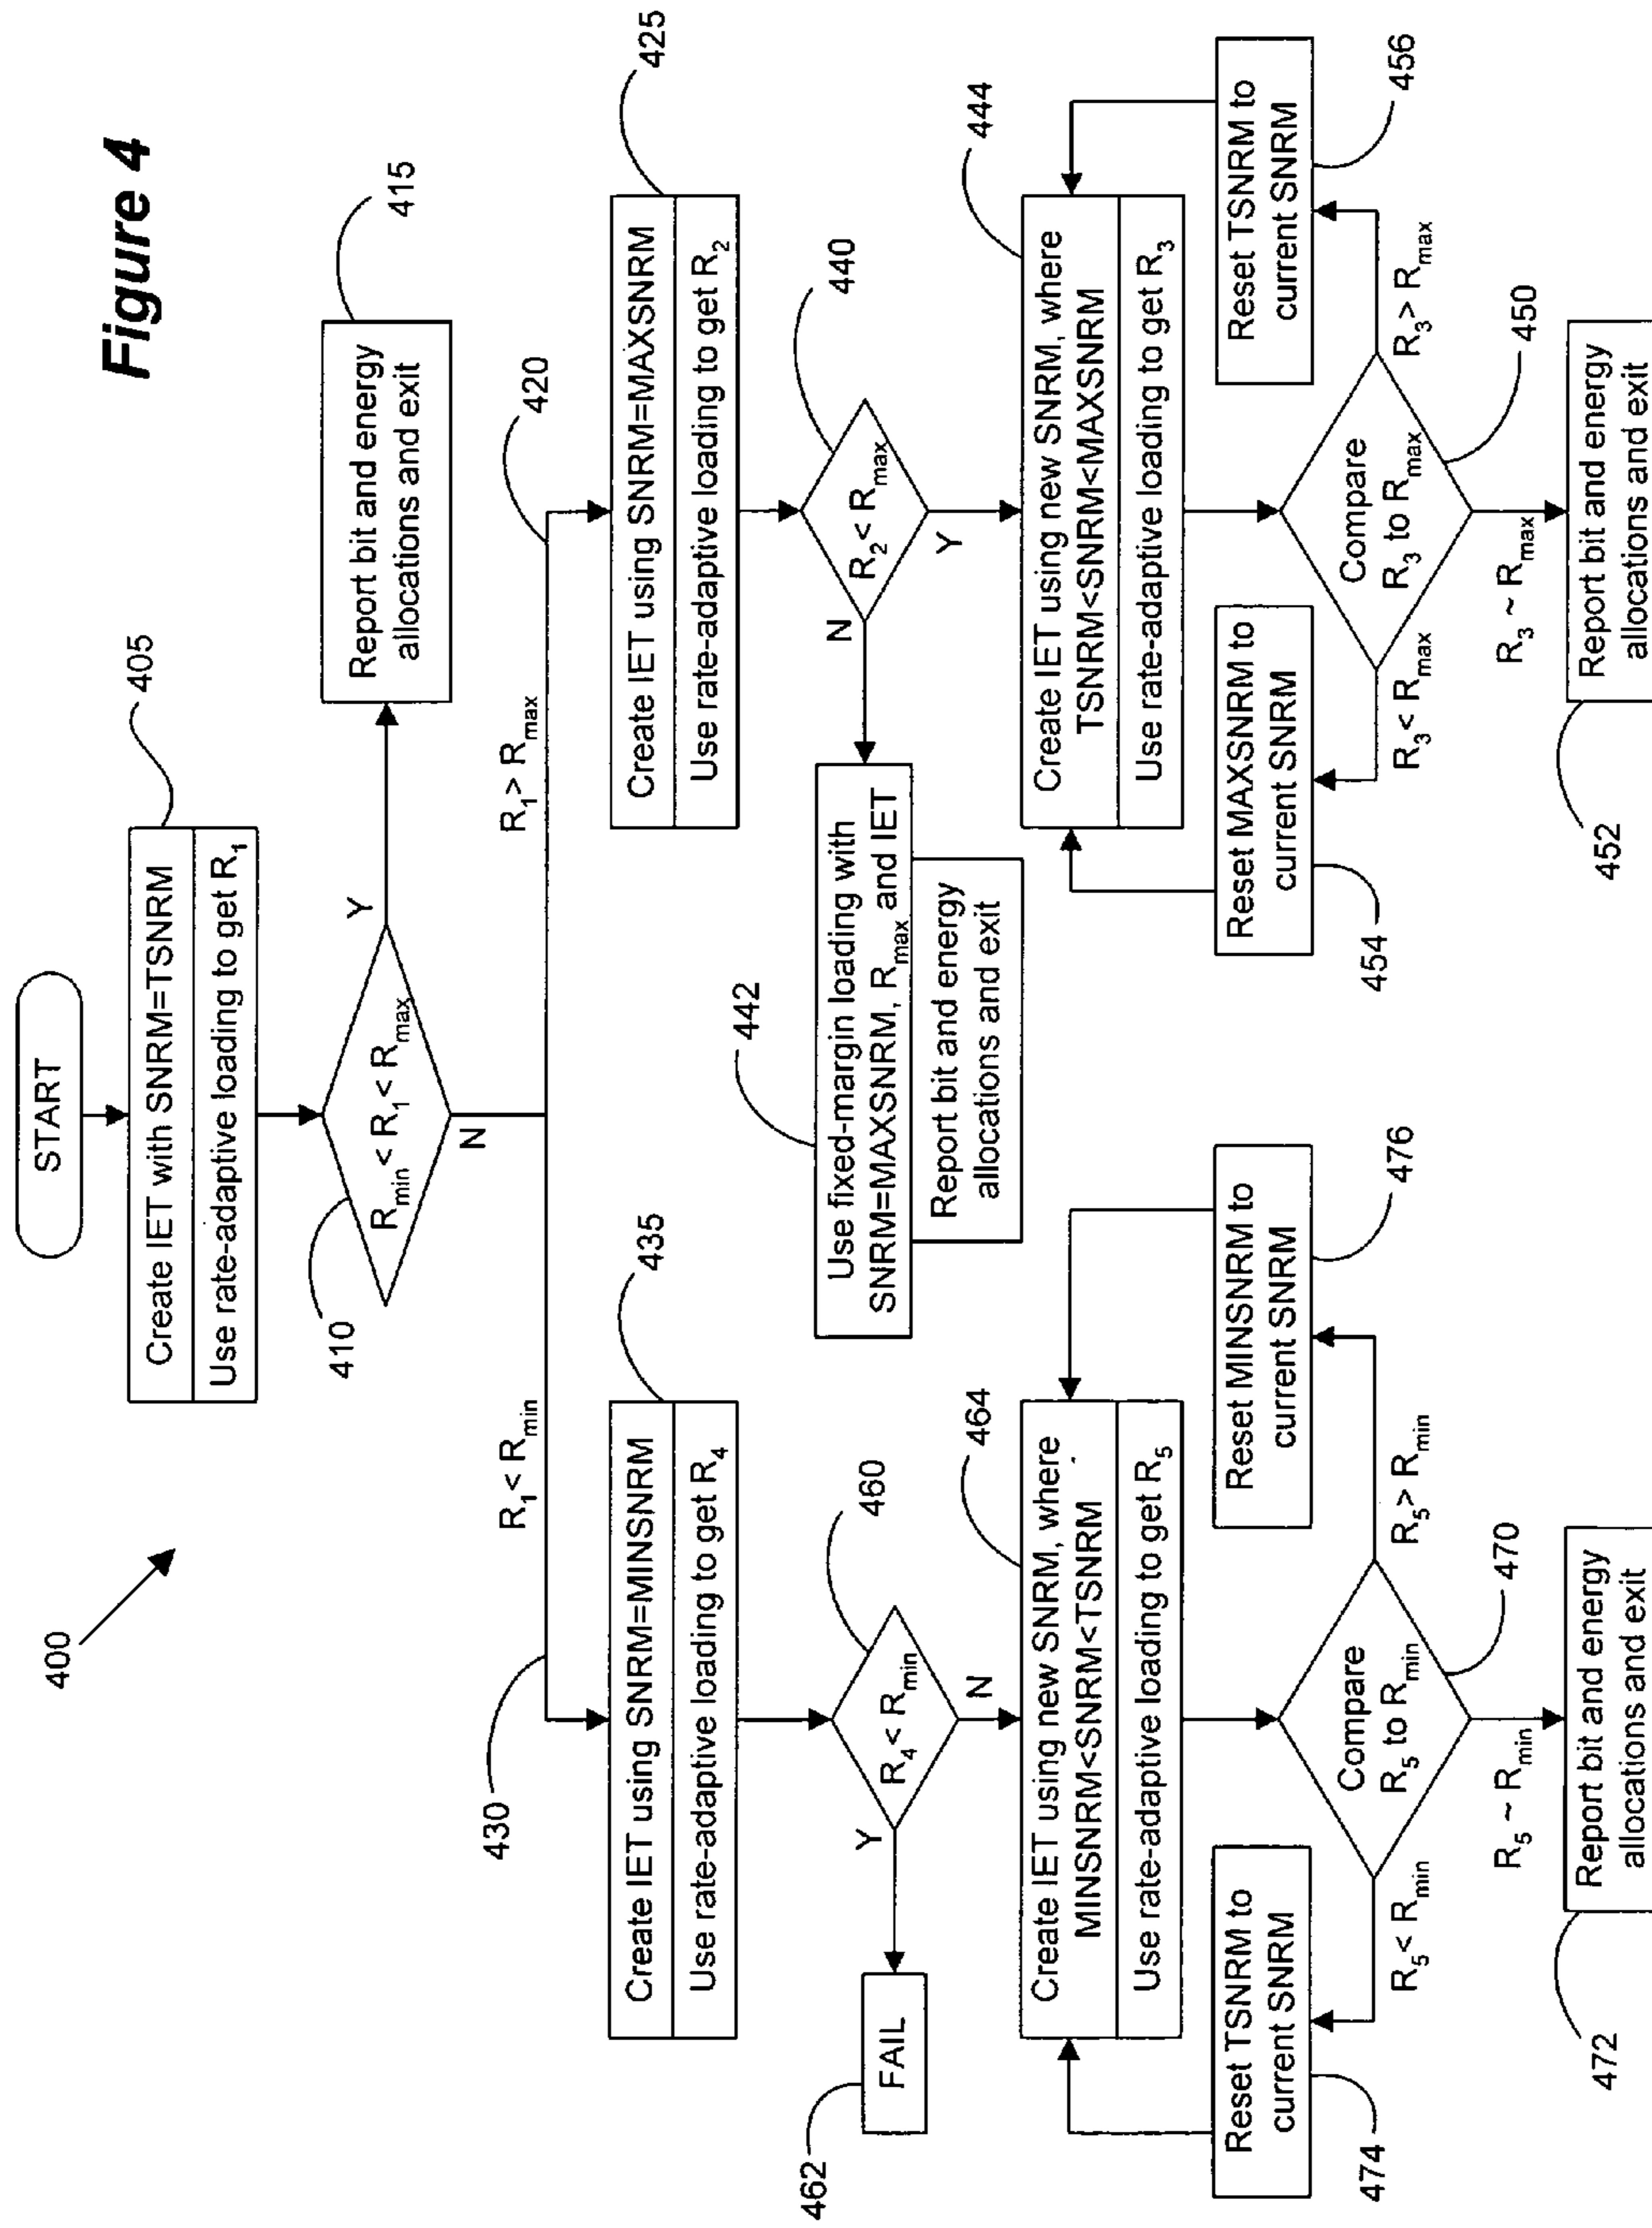 Figure 4
400
START
405
Create IET with SNRM=TSNRM
Use rate-adaptive loading to get R1
410
Rmin < R1 < Rmax
Y
N
415
Report bit and energy
allocations and exit
R1 < Rmin
430
R1 > Rmax
420
435
Create IET using SNRM=MINSNRM
Use rate-adaptive loading to get R4
425
Create IET using SNRM=MAXSNRM
Use rate-adaptive loading to get R2
460
R4 < Rmin
Y
N
462
FAIL
440
R2 < Rmax
N
Y
442
Use fixed-margin loading with
SNRM=MAXSNRM, Rmax and IET
Report bit and energy
allocations and exit
464
Create IET using new SNRM, where
MINSNRM<SNRM<TSNRM
Use rate-adaptive loading to get R5
444
Create IET using new SNRM, where
TSNRM<SNRM<MAXSNRM
Use rate-adaptive loading to get R3
474
Reset TSNRM to
current SNRM
476
Reset MINSNRM to
current SNRM
454
Reset MAXSNRM to
current SNRM
456
Reset TSNRM to
current SNRM
R5 < Rmin
470
Compare
R5 to Rmin
R5 > Rmin
R5 ~ Rmin
R3 < Rmax
450
Compare
R3 to Rmax
R3 > Rmax
R3 ~ Rmax
472
Report bit and energy
allocations and exit
452
Report bit and energy
allocations and exit